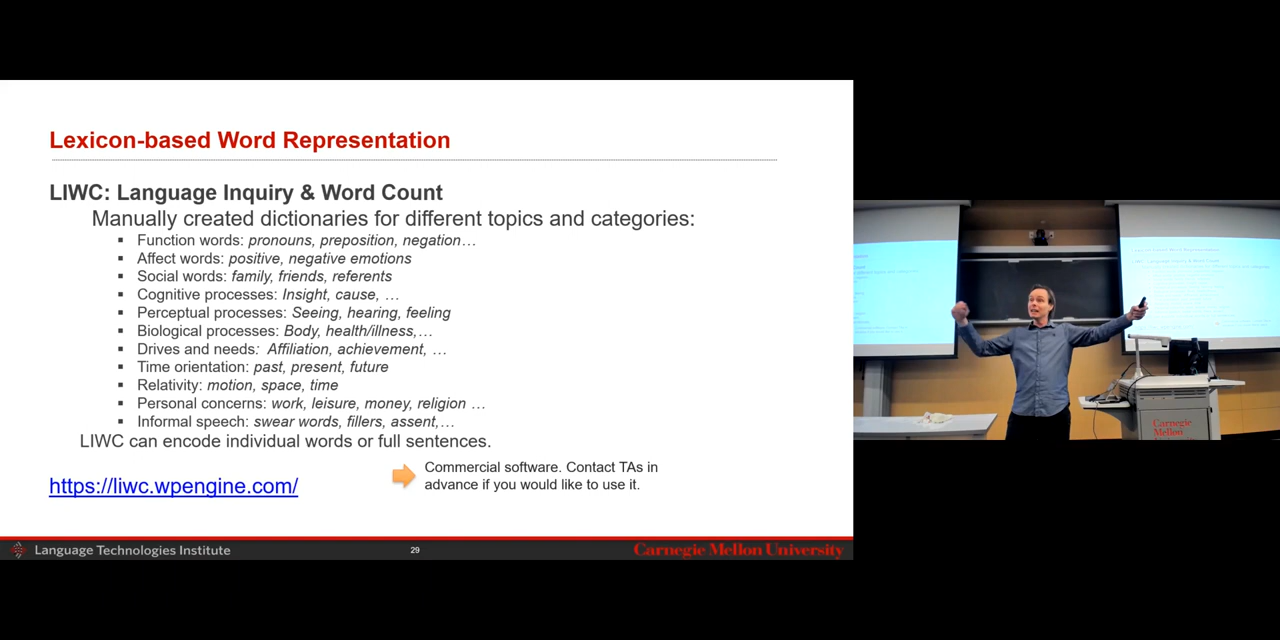 Lexicon-based Word Representation
LIWC: Language Inquiry & Word Count
Manually created dictionaries for different topics and categories:
▪ Function words: pronouns, preposition, negation…
▪ Affect words: positive, negative emotions
▪ Social words: family, friends, referents
▪ Cognitive processes: Insight, cause, …
▪ Perceptual processes: Seeing, hearing, feeling
▪ Biological processes: Body, health/illness,…
▪ Drives and needs: Affiliation, achievement, …
▪ Time orientation: past, present, future
▪ Relativity: motion, space, time
▪ Personal concerns: work, leisure, money, religion …
▪ Informal speech: swear words, fillers, assent,…
LIWC can encode individual words or full sentences.
Commercial software. Contact TAs in
advance if you would like to use it.
https://liwc.wpengine.com/
Language Technologies Institute
29
Carnegie Mellon University
Carnegie
Mellon